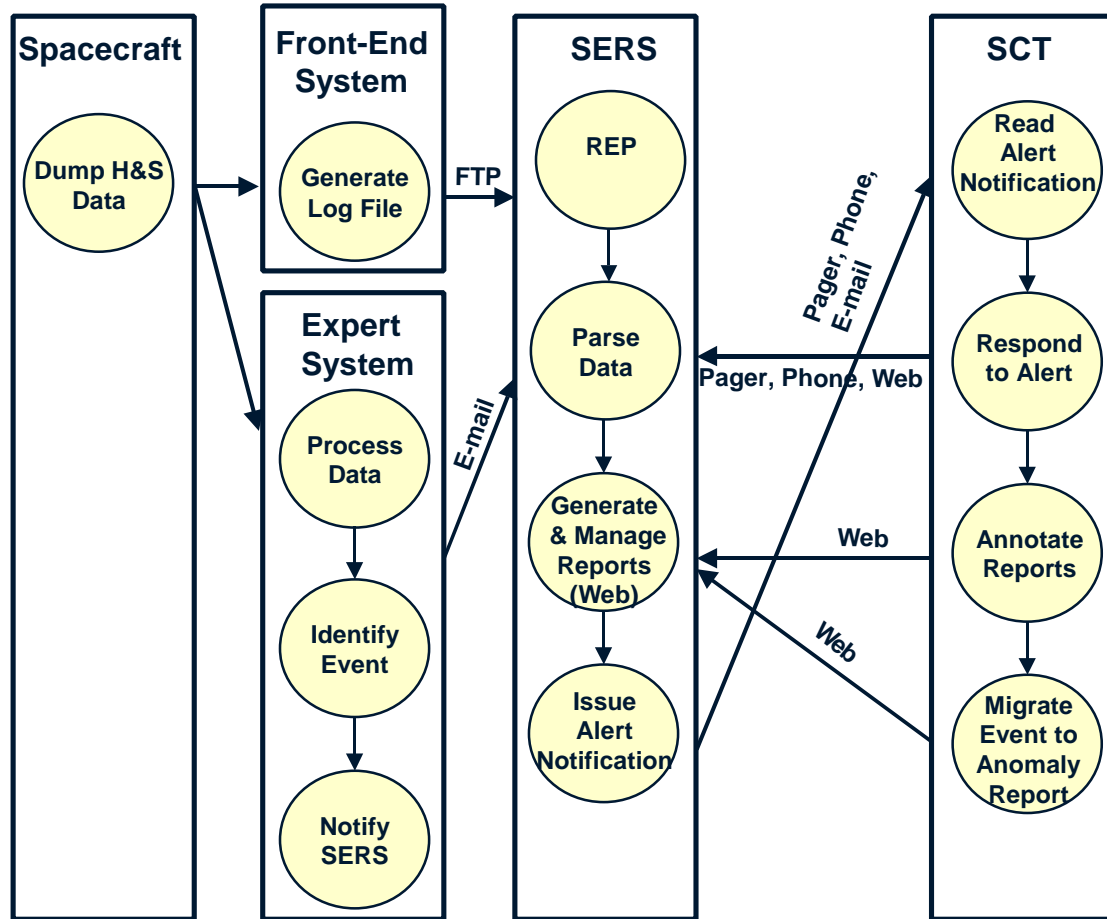 Spacecraft
Dump H&S
Data
Front-End
System
Generate
Log File
FTP
Expert
System
Process
Data
Identify
Event
Notify
SERS
E-mail
SERS
REP
Parse
Data
Generate
& Manage
Reports
(Web)
Issue
Alert
Notification
Pager, Phone,
E-mail
Pager, Phone, Web
Web
Web
SCT
Read
Alert
Notification
Respond
to Alert
Annotate
Reports
Migrate
Event to
Anomaly
Report